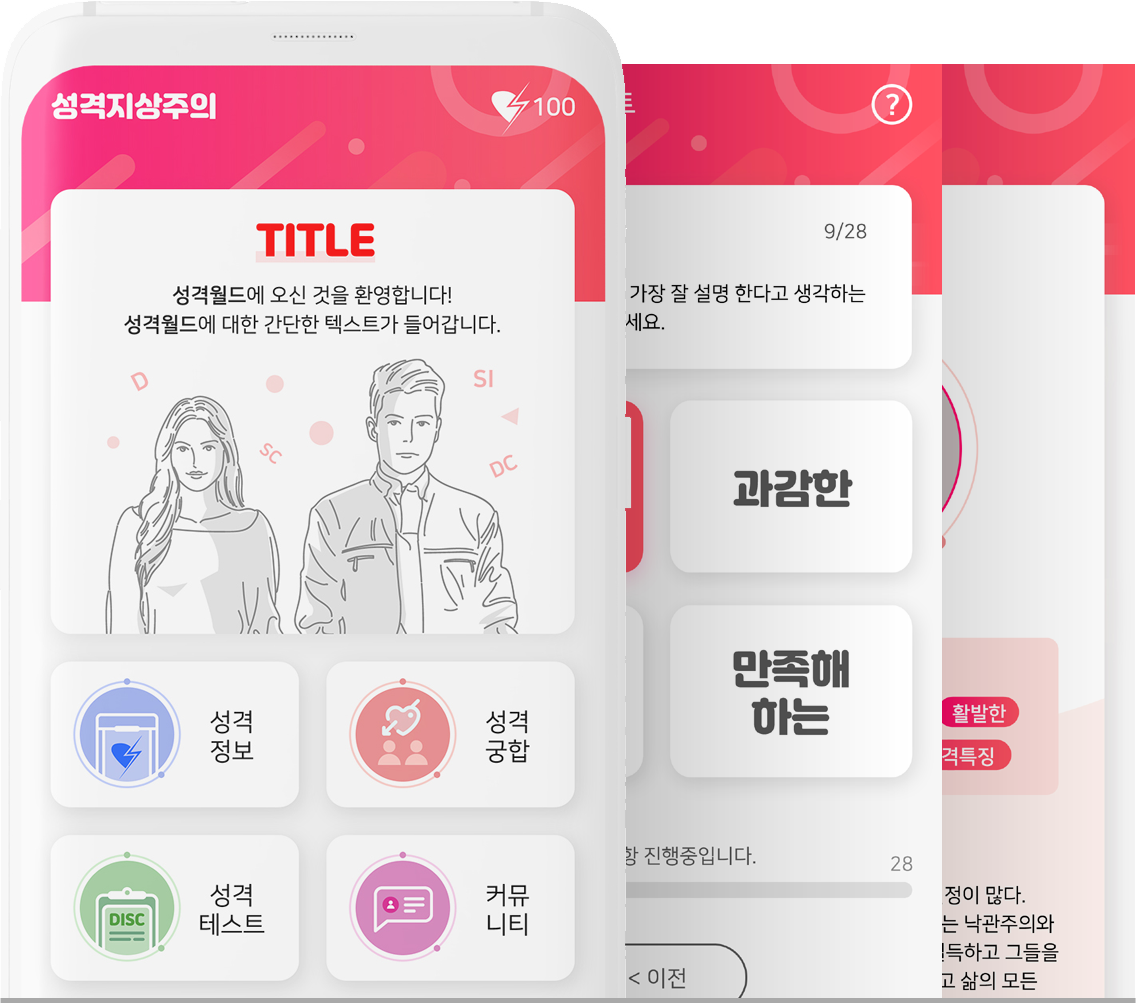 성격지상주의
100
TITLE
성격월드에 오신 것을 환영합니다!
성격월드에 대한 간단한 텍스트가 들어갑니다.
D
SI
SC
DC
성격
정보
성격
궁합
DISC
성격
테스트
커뮤
니티
트
?
9/28
가장 잘 설명 한다고 생각하는
세요.
과감한
만족해
하는
항 진행중입니다.
28
< 이전
활발한
격특징
정이 많다.
는 낙관주의와
득하고 그들을
고 삶의 모든